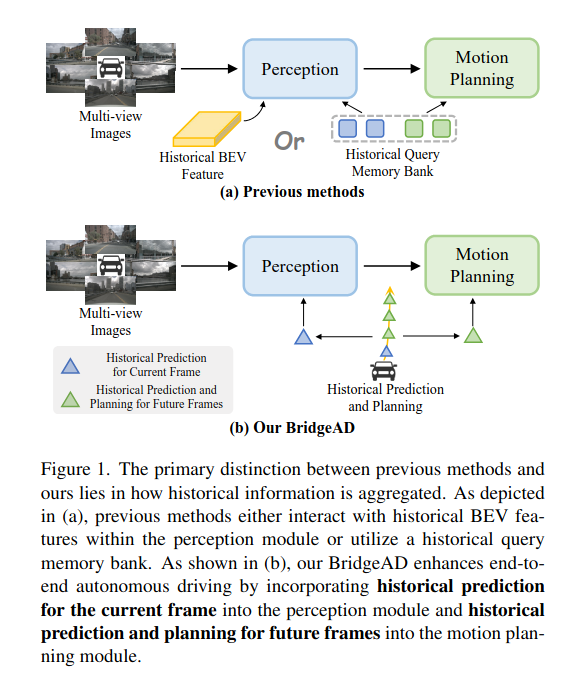 Perception
Motion
Planning
Multi-view
Images
Historical BEV
Feature
Or
Historical Query
Memory Bank
(a) Previous methods
Perception
Motion
Planning
Multi-view
Images
Historical Prediction
for Current Frame
Historical Prediction and
Planning for Future Frames
Historical Prediction
and Planning
(b) Our BridgeAD
Figure 1. The primary distinction between previous methods and
ours lies in how historical information is aggregated. As depicted
in (a), previous methods either interact with historical BEV fea-
tures within the perception module or utilize a historical query
memory bank. As shown in (b), our BridgeAD enhances end-to-
end autonomous driving by incorporating historical prediction
for the current frame into the perception module and historical
prediction and planning for future frames into the motion plan-
ning module.